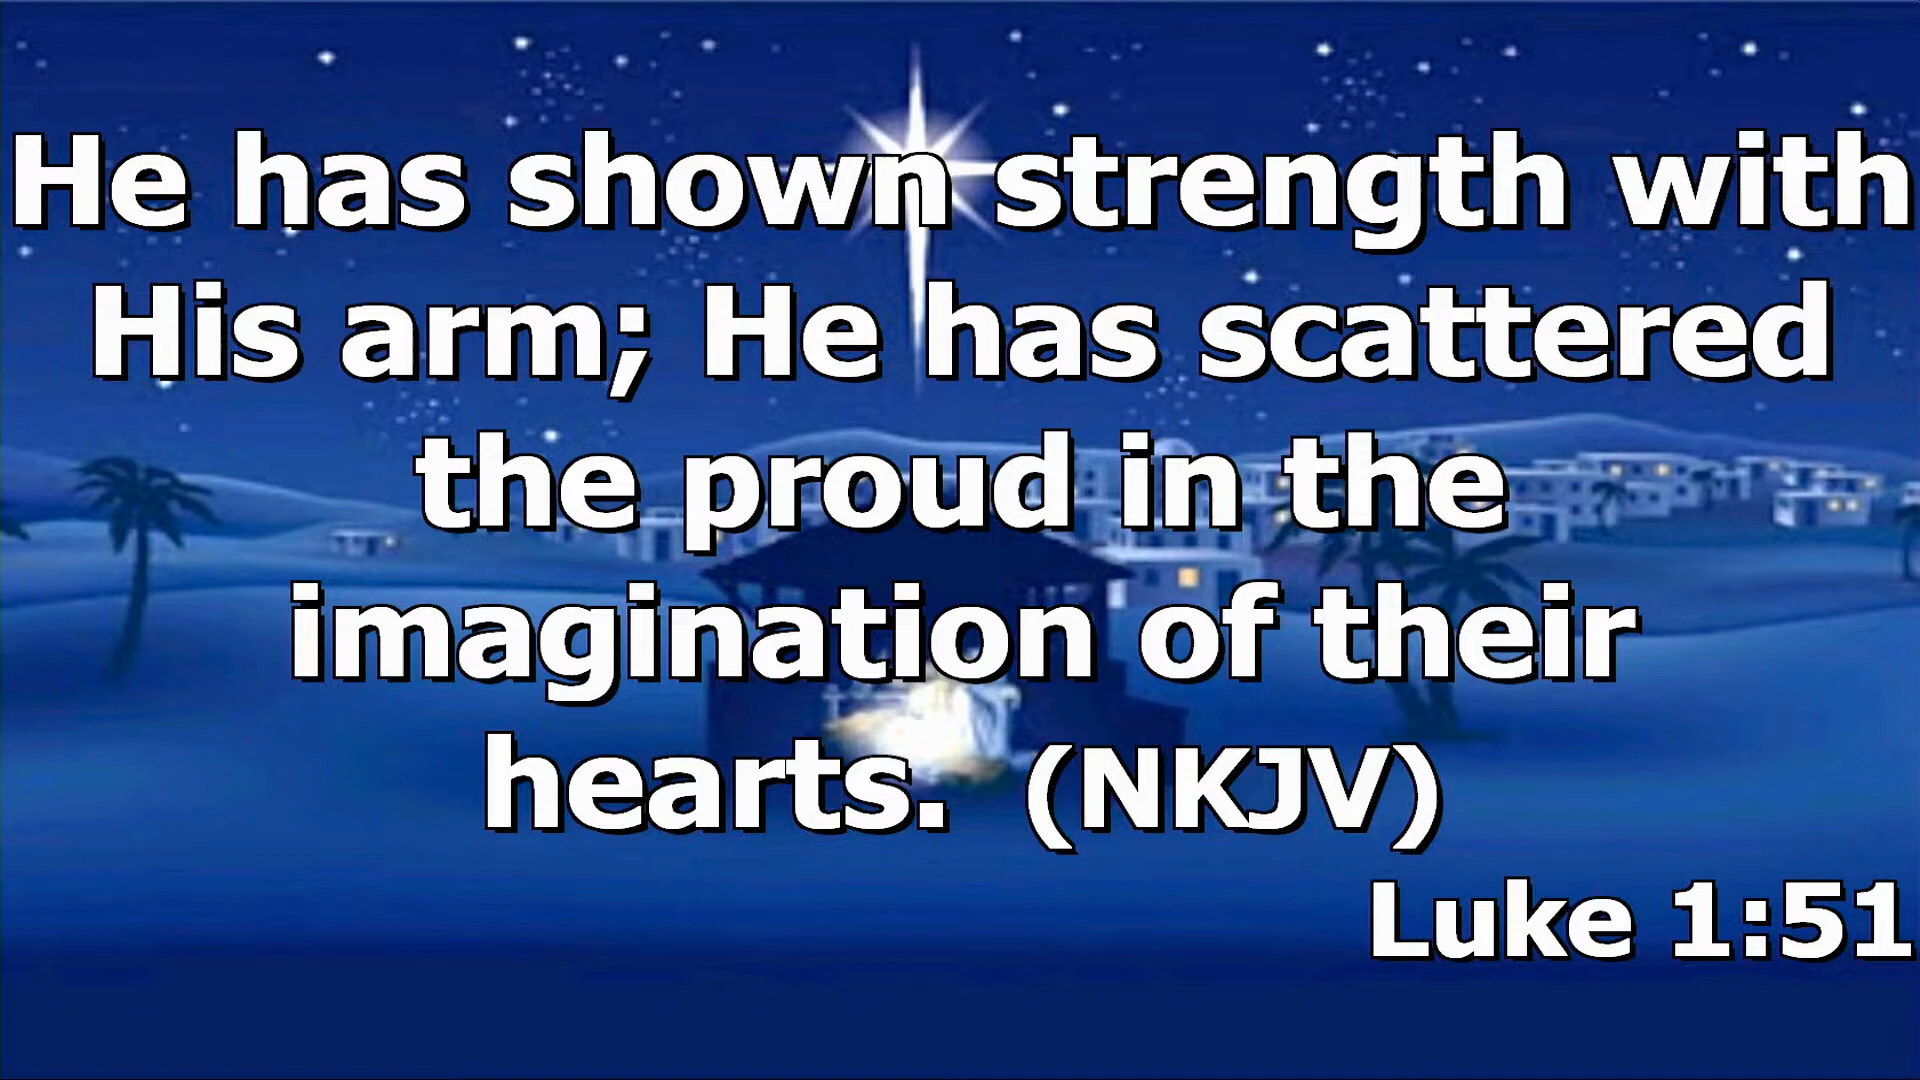 He has shown strength with
His arm; He has scattered
the proud in the
imagination of their
hearts. (NKJV)
Luke 1:51